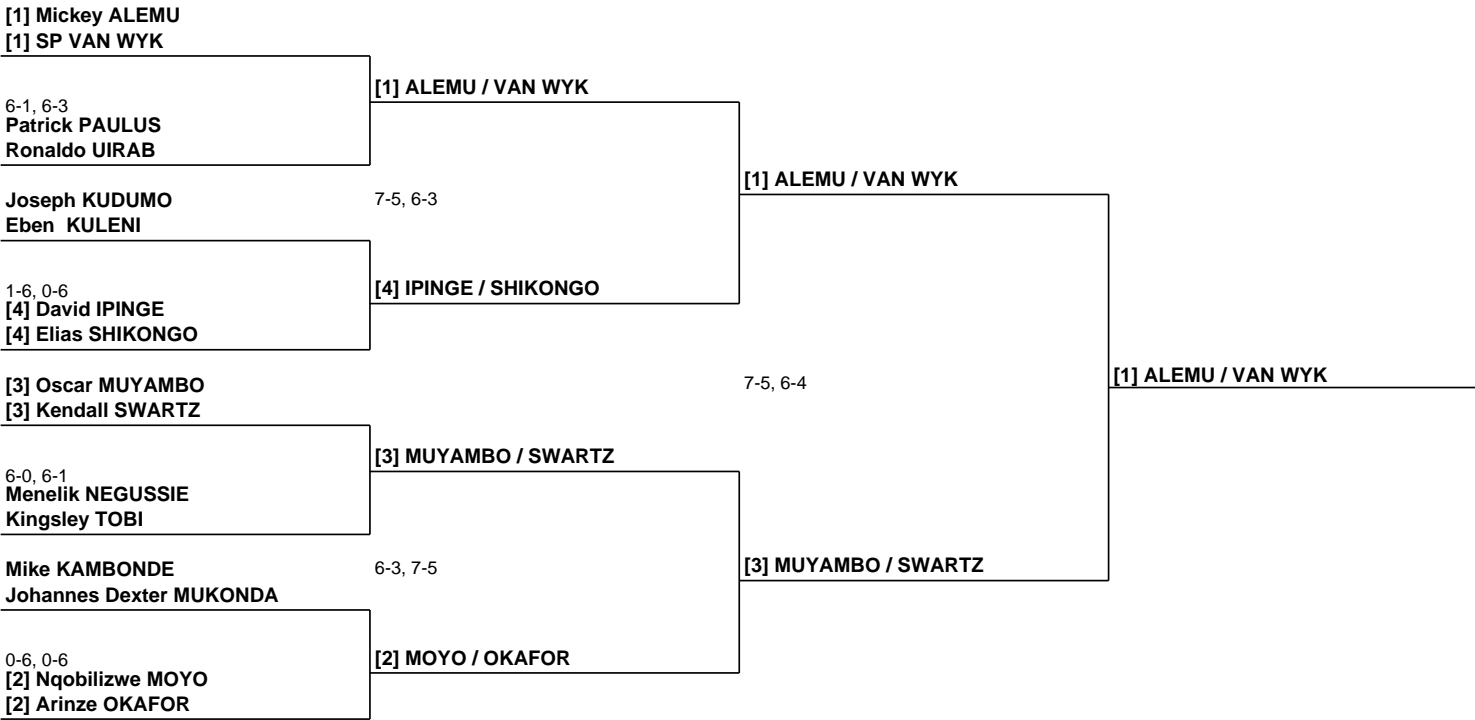 [1] Mickey ALEMU
[1] SP VAN WYK
[1] ALEMU / VAN WYK
6-1, 6-3
Patrick PAULUS
Ronaldo UIRAB
[1] ALEMU / VAN WYK
Joseph KUDUMO
7-5, 6-3
Eben  KULENI
[4] IPINGE / SHIKONGO
1-6, 0-6
[4] David IPINGE
[4] Elias SHIKONGO
[1] ALEMU / VAN WYK
[3] Oscar MUYAMBO
7-5, 6-4
[3] Kendall SWARTZ
[3] MUYAMBO / SWARTZ
6-0, 6-1
Menelik NEGUSSIE
Kingsley TOBI
[3] MUYAMBO / SWARTZ
Mike KAMBONDE
6-3, 7-5
Johannes Dexter MUKONDA
[2] MOYO / OKAFOR
0-6, 0-6
[2] Nqobilizwe MOYO
[2] Arinze OKAFOR